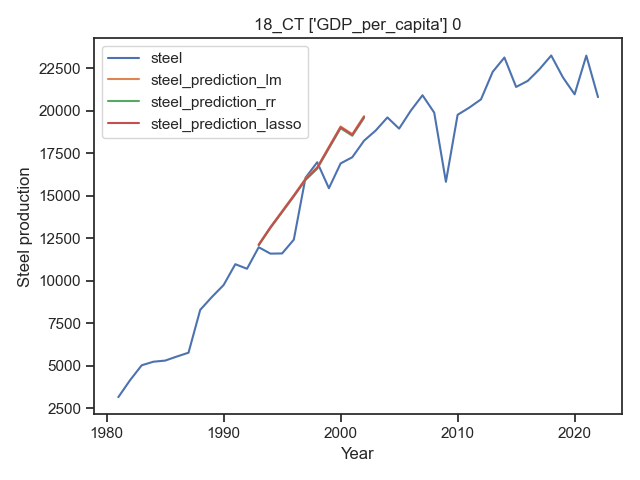 18_CT ['GDP_per_capita'] 0
steel
steel_prediction_lm
steel_prediction_rr
steel_prediction_lasso
Steel production
22500
20000
17500
15000
12500
10000
7500
5000
2500
1980 1990 2000 2010 2020
Year